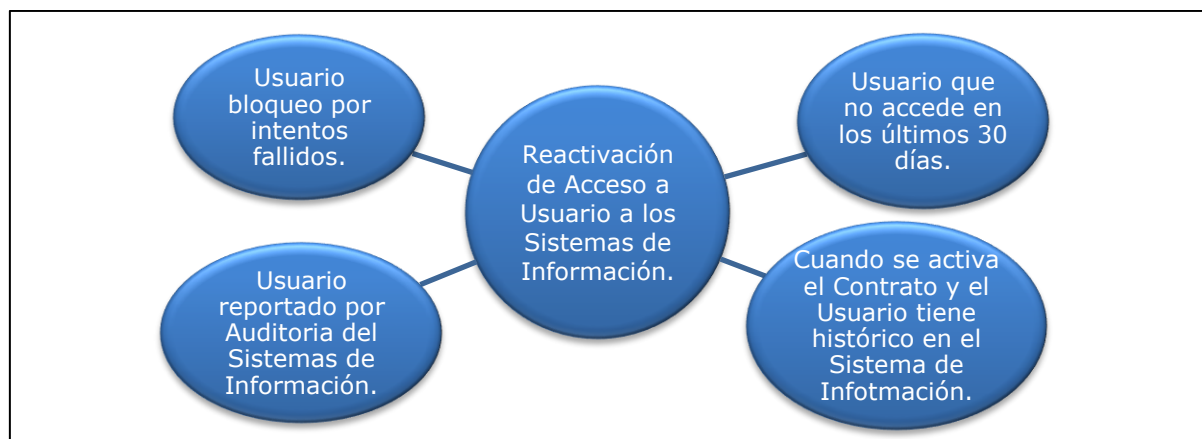 Usuario
bloqueo por
intentos
fallidos.
Usuario que
no accede en
los últimos 30
días.
Reactivación
de Acceso a
Usuario a los
Sistemas de
Información.
Usuario
reportado por
Auditoria del
Sistemas de
Información.
Cuando se activa
el Contrato y el
Usuario tiene
histórico en el
Sistema de
Infotmación.